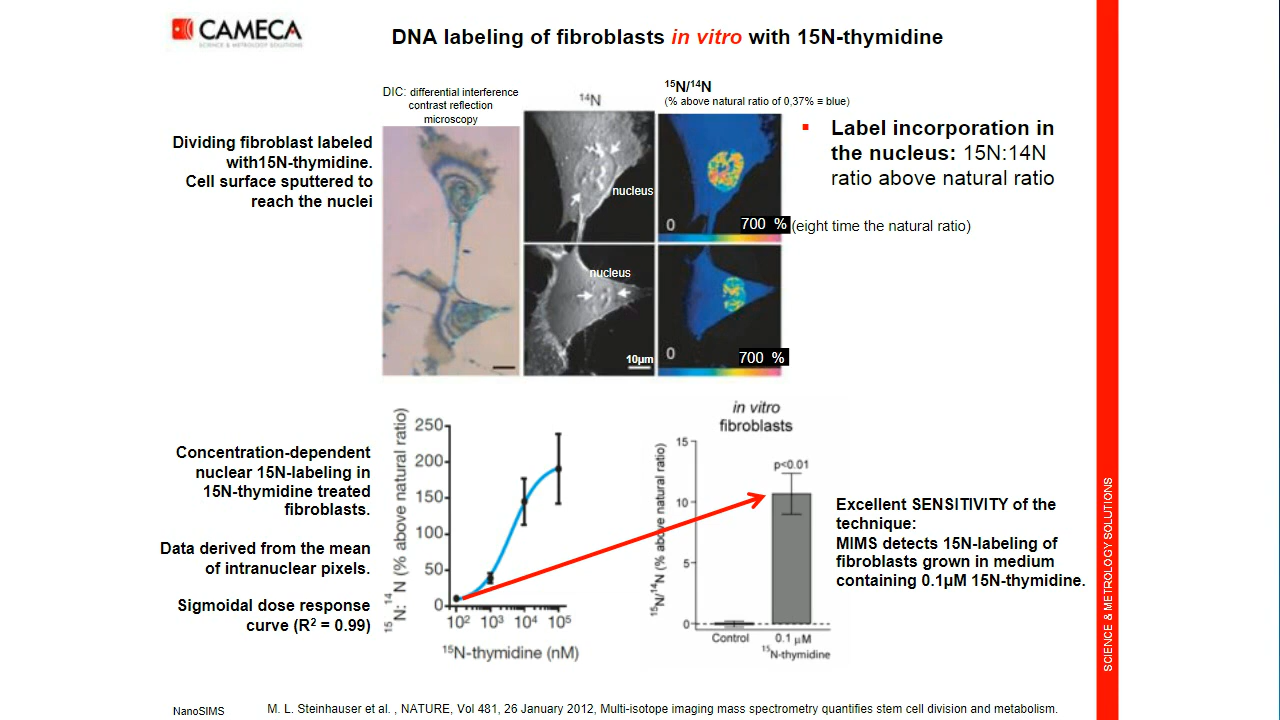 CAMECA
SCIENCE & METROLOGY SOLUTIONS
DNA labeling of fibroblasts in vitro with 15N-thymidine
DIC: differential interference
contrast reflection
microscopy
¹⁴N
¹⁵N/¹⁴N
(% above natural ratio of 0,37% = blue)
Dividing fibroblast labeled
with15N-thymidine.
Cell surface sputtered to
reach the nuclei
nucleus
0
700 %
(eight time the natural ratio)
nucleus
10µm
0
700 %
▪ Label incorporation in
the nucleus: 15N:14N
ratio above natural ratio
Concentration-dependent
nuclear 15N-labeling in
15N-thymidine treated
fibroblasts.
Data derived from the mean
of intranuclear pixels.
Sigmoidal dose response
curve (R² = 0.99)
¹⁵N: ¹⁴N (% above natural ratio)
250
200
150
100
50
0
10² 10³ 10⁴ 10⁵
¹⁵N-thymidine (nM)
in vitro
fibroblasts
¹⁵N/¹⁴N (% above natural ratio)
15
10
5
0
p<0.01
Control
0.1 µM
¹⁵N-thymidine
Excellent SENSITIVITY of the
technique:
MIMS detects 15N-labeling of
fibroblasts grown in medium
containing 0.1µM 15N-thymidine.
SCIENCE & METROLOGY SOLUTIONS
NanoSIMS
M. L. Steinhauser et al. , NATURE, Vol 481, 26 January 2012, Multi-isotope imaging mass spectrometry quantifies stem cell division and metabolism.